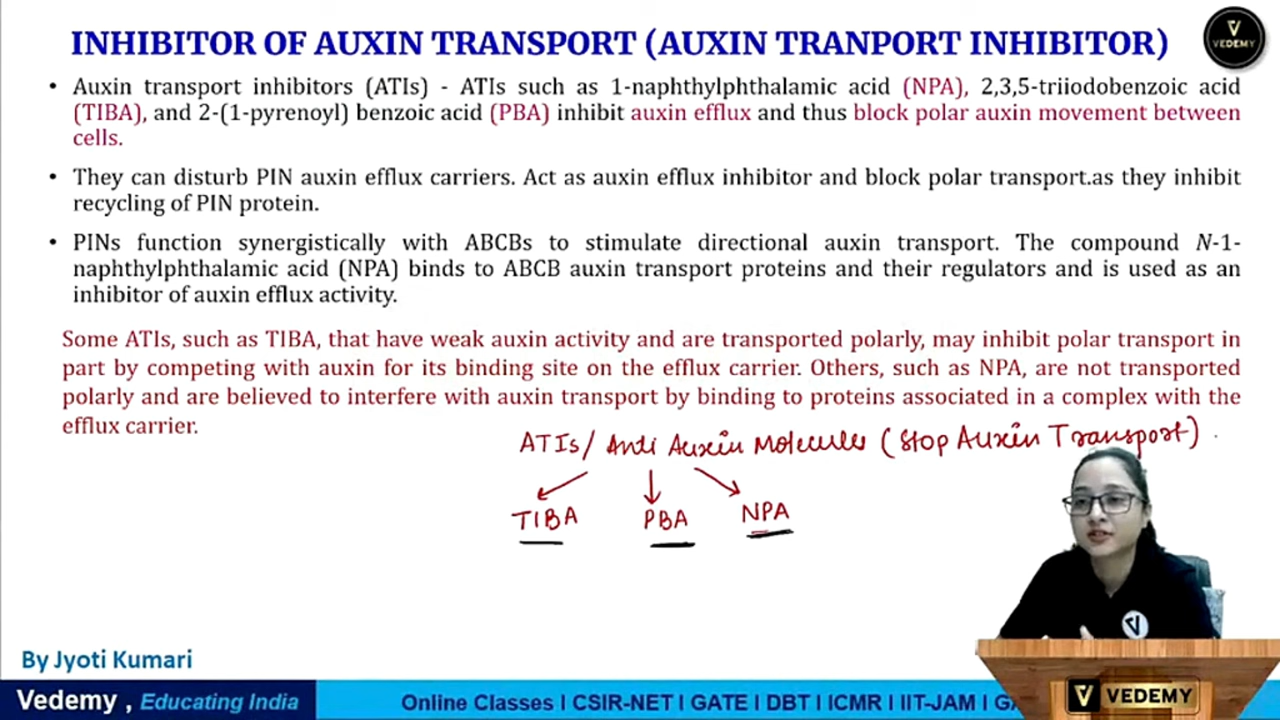 INHIBITOR OF AUXIN TRANSPORT (AUXIN TRANPORT INHIBITOR)
VEDEMY
• Auxin transport inhibitors (ATIs) - ATIs such as 1-naphthylphthalamic acid (NPA), 2,3,5-triiodobenzoic acid
(TIBA), and 2-(1-pyrenoyl) benzoic acid (PBA) inhibit auxin efflux and thus block polar auxin movement between
cells.
• They can disturb PIN auxin efflux carriers. Act as auxin efflux inhibitor and block polar transport.as they inhibit
recycling of PIN protein.
• PINs function synergistically with ABCBs to stimulate directional auxin transport. The compound N-1-
naphthylphthalamic acid (NPA) binds to ABCB auxin transport proteins and their regulators and is used as an
inhibitor of auxin efflux activity.
Some ATIs, such as TIBA, that have weak auxin activity and are transported polarly, may inhibit polar transport in
part by competing with auxin for its binding site on the efflux carrier. Others, such as NPA, are not transported
polarly and are believed to interfere with auxin transport by binding to proteins associated in a complex with the
efflux carrier.
ATIs/ Anti Auxin Molecules (Stop Auxin Transport)
TIBA PBA NPA
By Jyoti Kumari
Vedemy , Educating India
Online Classes I CSIR-NET I GATE I DBT I ICMR I IIT-JAM I GA
VEDEMY